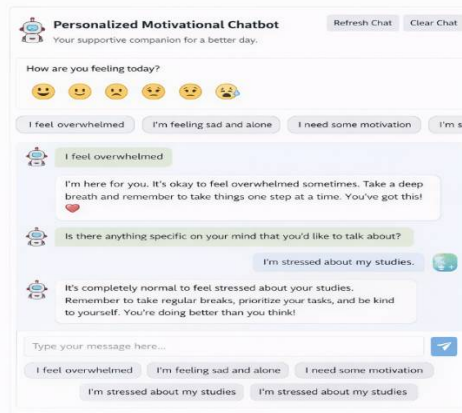 Personalized Motivational Chatbot
Refresh Chat
Clear Chat
Your supportive companion for a better day.
How are you feeling today?
I feel overwhelmed
I'm feeling sad and alone
I need some motivation
I'm s
I feel overwhelmed
I'm here for you. It's okay to feel overwhelmed sometimes. Take a deep
breath and remember to take things one step at a time. You've got this!
Is there anything specific on your mind that you'd like to talk about?
I'm stressed about my studies.
It's completely normal to feel stressed about your studies.
Remember to take regular breaks, prioritize your tasks, and be kind
to yourself. You're doing better than you think!
Type your message here...
I feel overwhelmed
I'm feeling sad and alone
I need some motivation
I'm stressed about my studies
I'm stressed about my studies